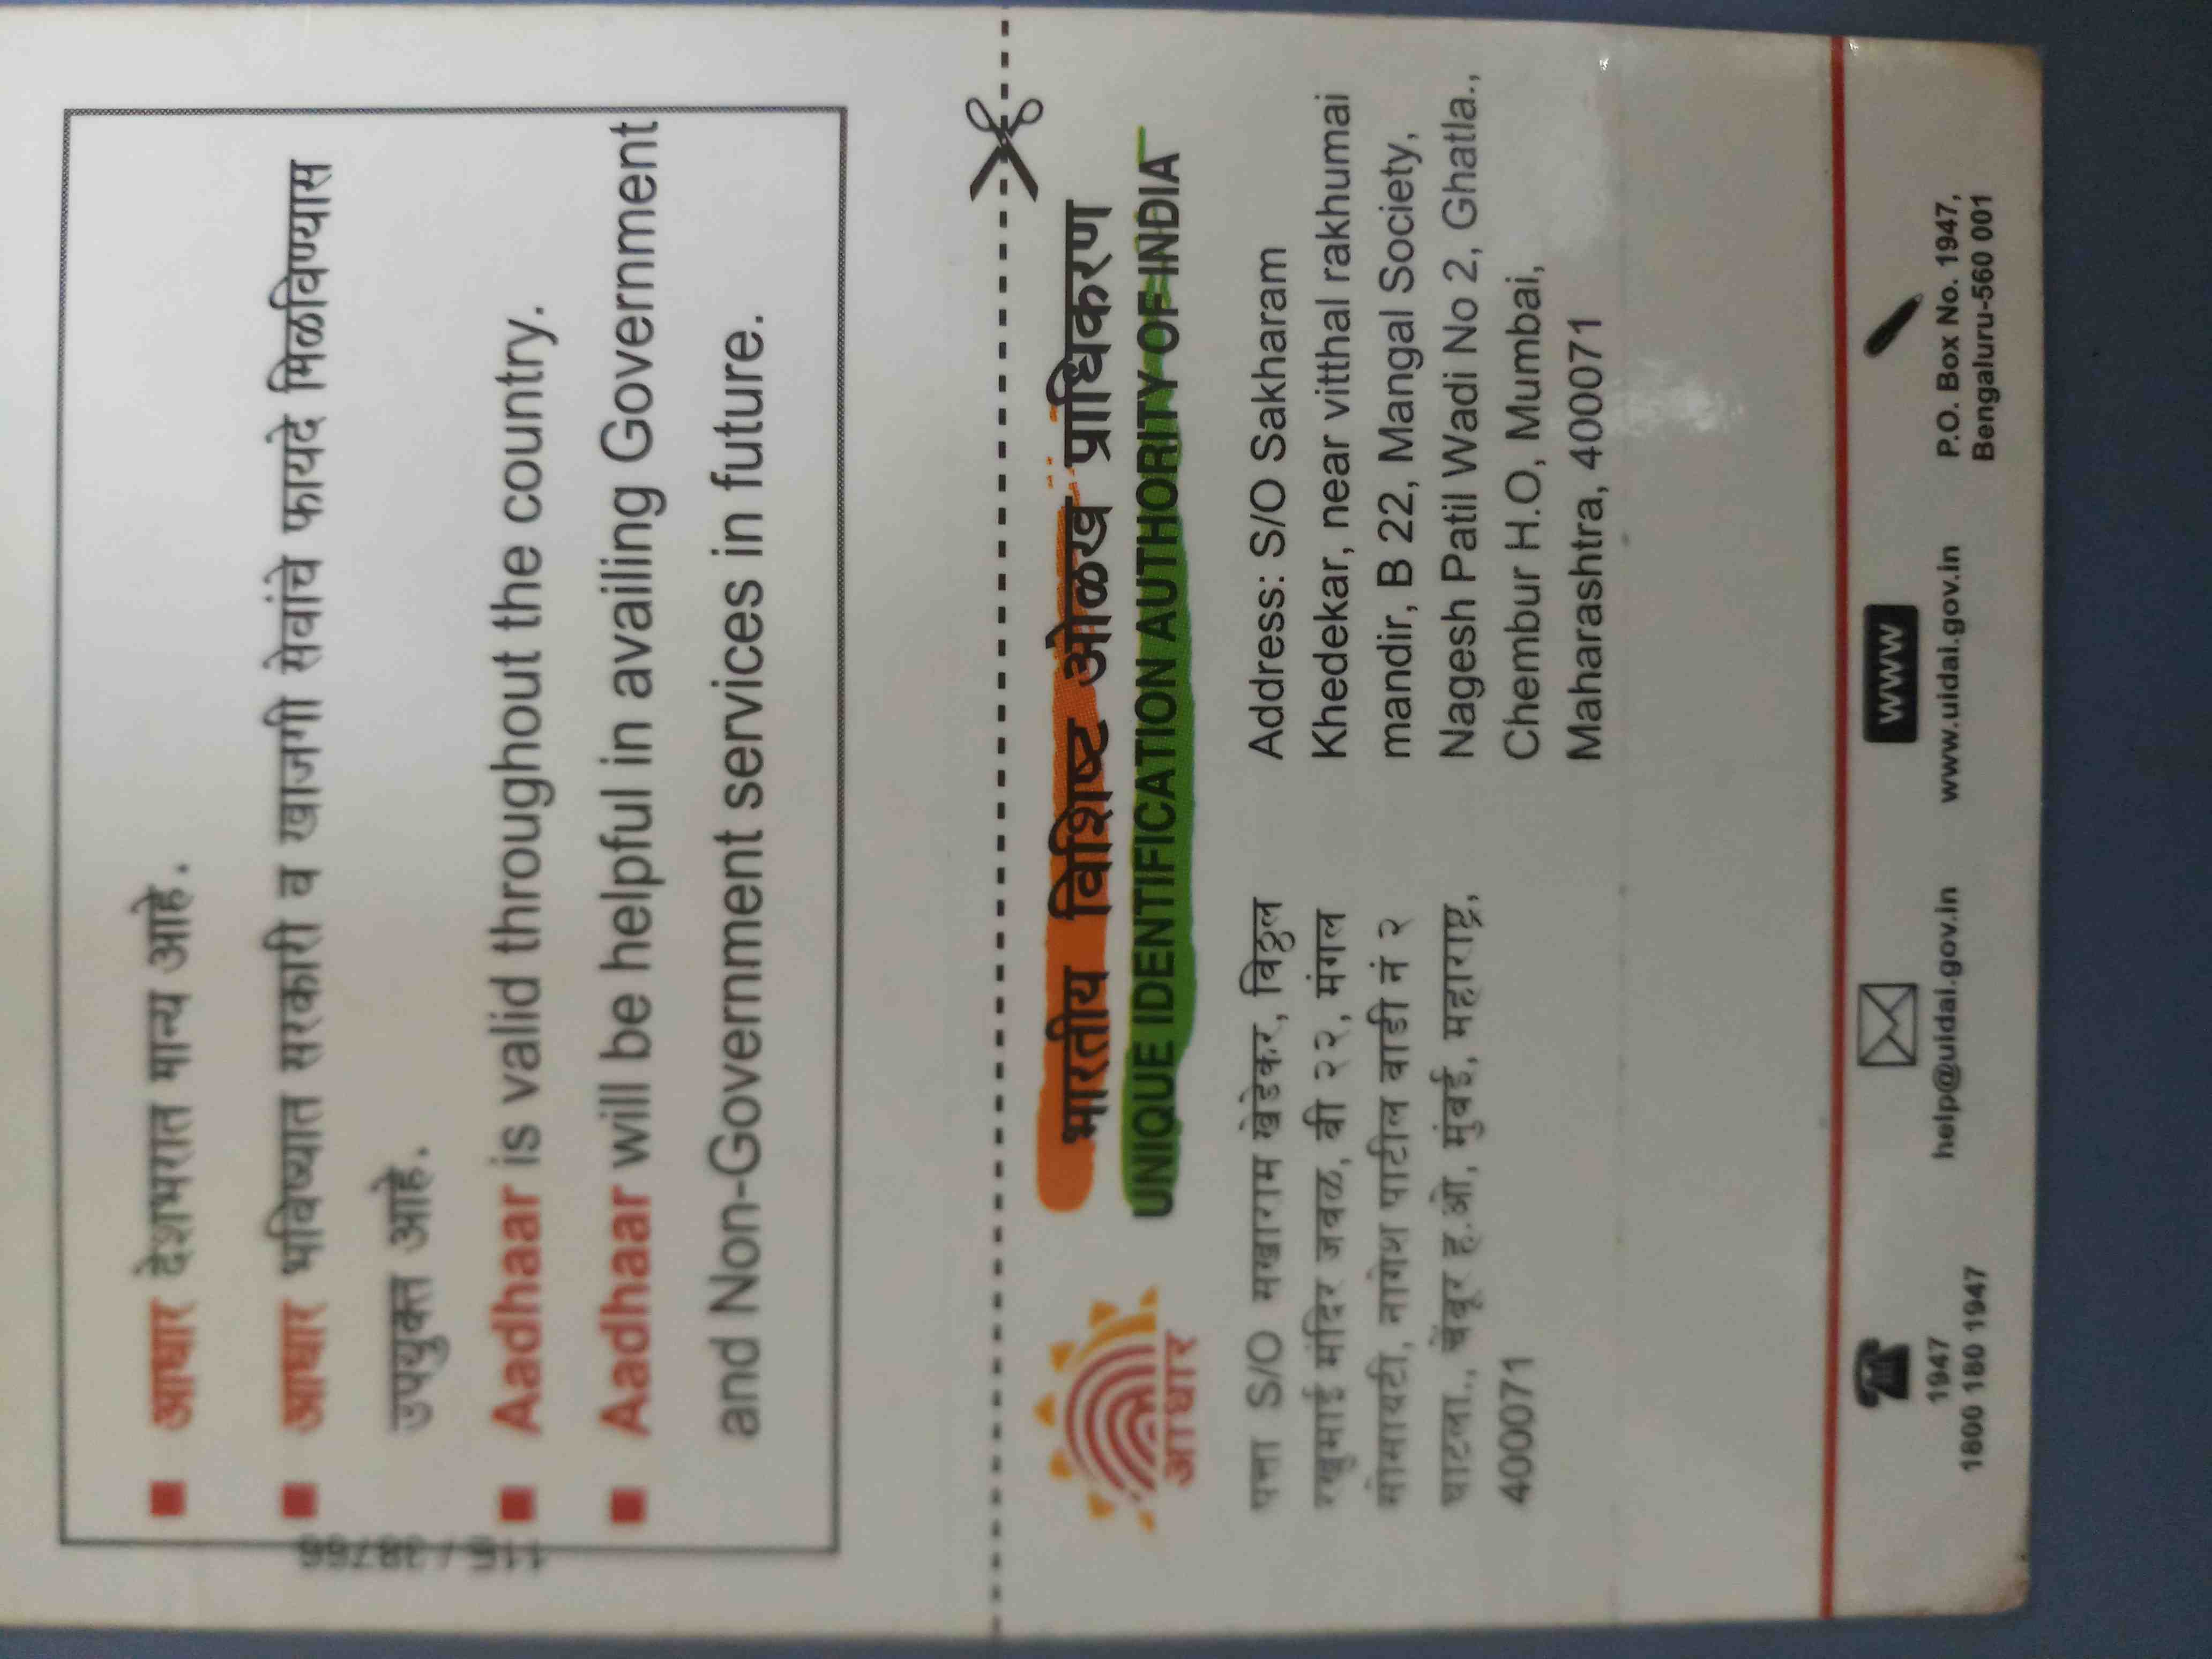 आधार देशभरात मान्य आहे.
आधार भविष्यात सरकारी व खाजगी सेवांचे फायदे मिळविण्यास
उपयुक्त आहे.
Aadhaar is valid throughout the country.
Aadhaar will be helpful in availing Government
and Non-Government services in future.
भारतीय विशिष्ट ओळख प्राधिकरण
UNIQUE IDENTIFICATION AUTHORITY OF INDIA
आधार
पत्ता S/O सखाराम खेडेकर, विठ्ठल
रखुमाई मंदिर जवळ, बी २२, मंगल
सोसायटी, नागेश पाटील वाडी नं २
घाटला., चेंबूर ह.ओ, मुंबई, महाराष्ट्र,
400071
Address: S/O Sakharam
Khedekar, near vitthal rakhumai
mandir, B 22, Mangal Society,
Nagesh Patil Wadi No 2, Ghatla.,
Chembur H.O, Mumbai,
Maharashtra, 400071
1947
1800 180 1947
help@uidai.gov.in
www
www.uidai.gov.in
P.O. Box No. 1947,
Bengaluru-560 001